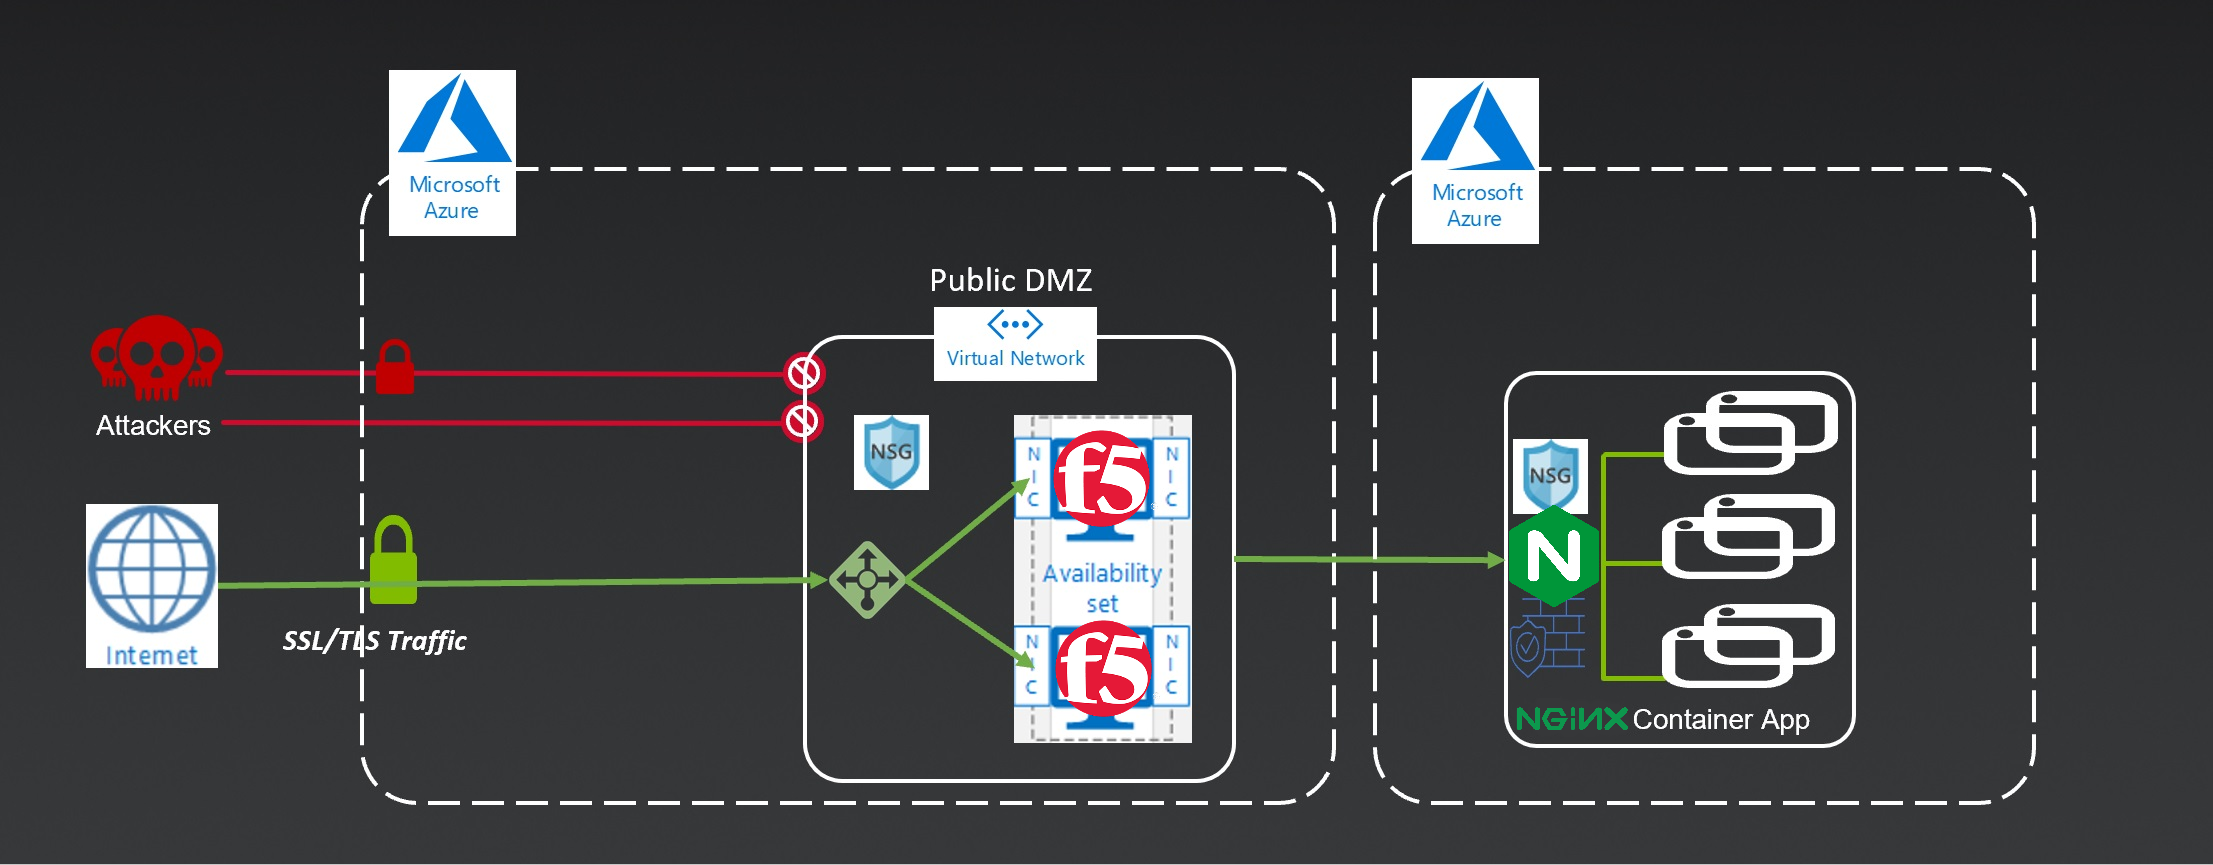 Microsoft
Azure
Microsoft
Azure
Public DMZ
Virtual Network
Attackers
NSG
N
I
C
f5
N
I
C
Availability
set
N
I
C
f5
N
I
C
Internet
SSL/TLS Traffic
NSG
N
NGINX Container App